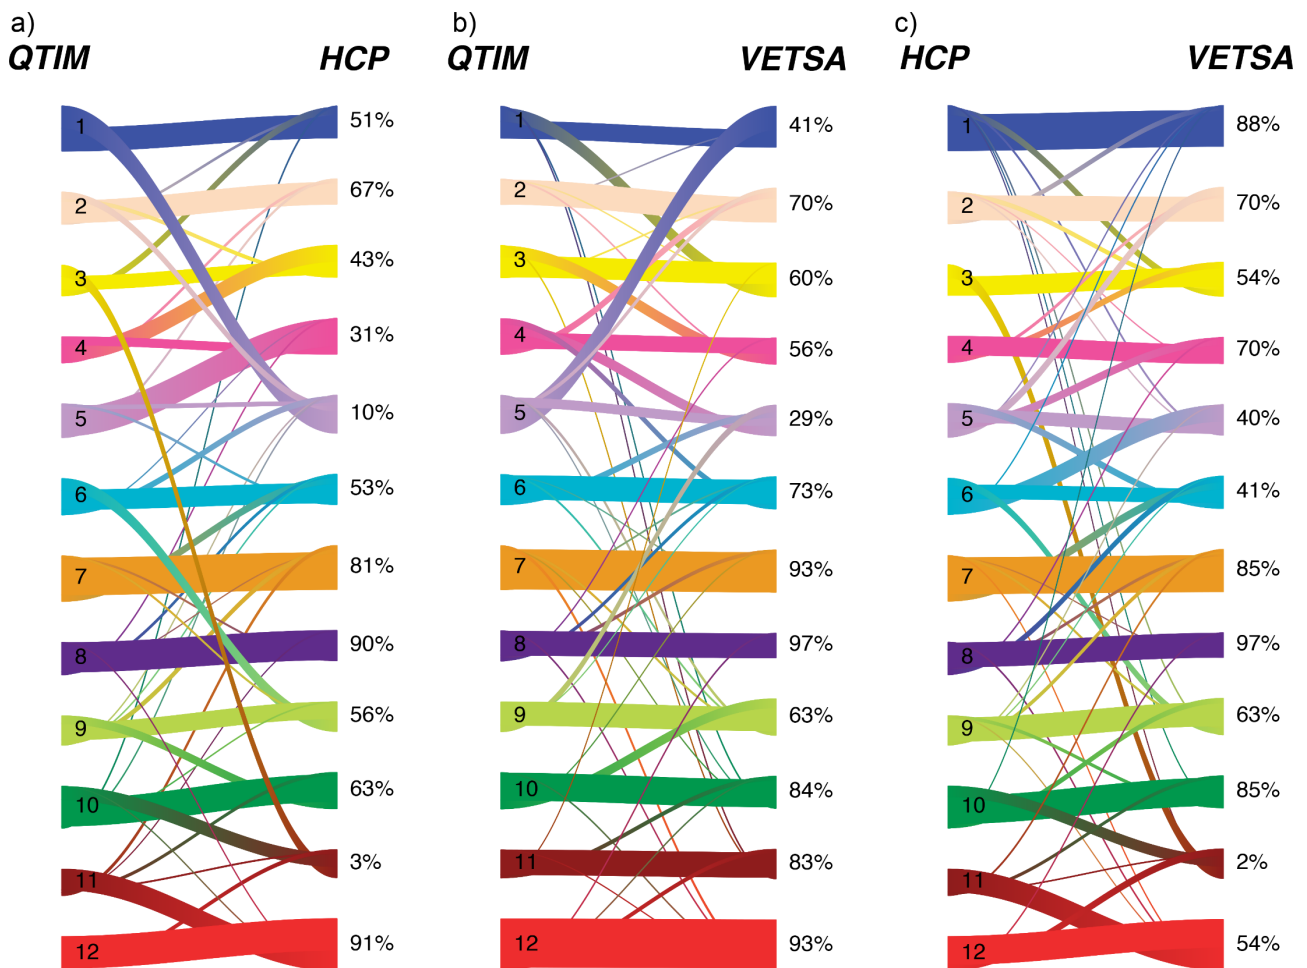 a) b) c)
QTIM HCP QTIM VETSA HCP VETSA
1 51% 1 41% 1 88%
2 67% 2 70% 2 70%
3 43% 3 60% 3 54%
4 31% 4 56% 4 70%
5 10% 5 29% 5 40%
6 53% 6 73% 6 41%
7 81% 7 93% 7 85%
8 90% 8 97% 8 97%
9 56% 9 63% 9 63%
10 63% 10 84% 10 85%
11 3% 11 83% 11 2%
12 91% 12 93% 12 54%